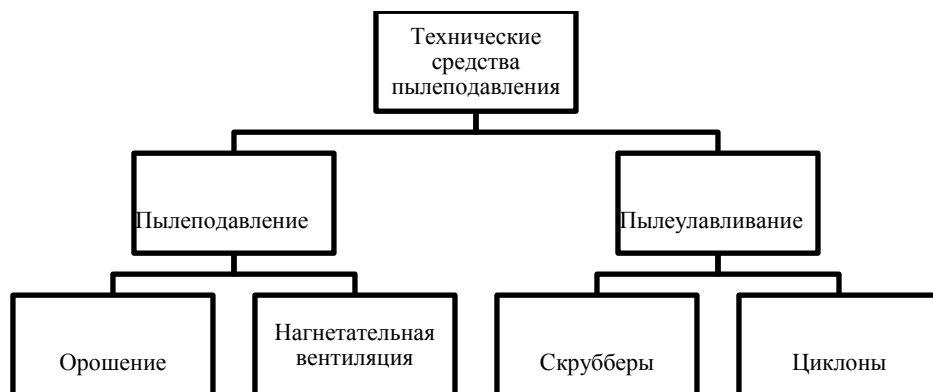 Технические
средства
пылеподавления
Пылеподавление
Пылеулавливание
Орошение
Нагнетательная
вентиляция
Скрубберы
Циклоны